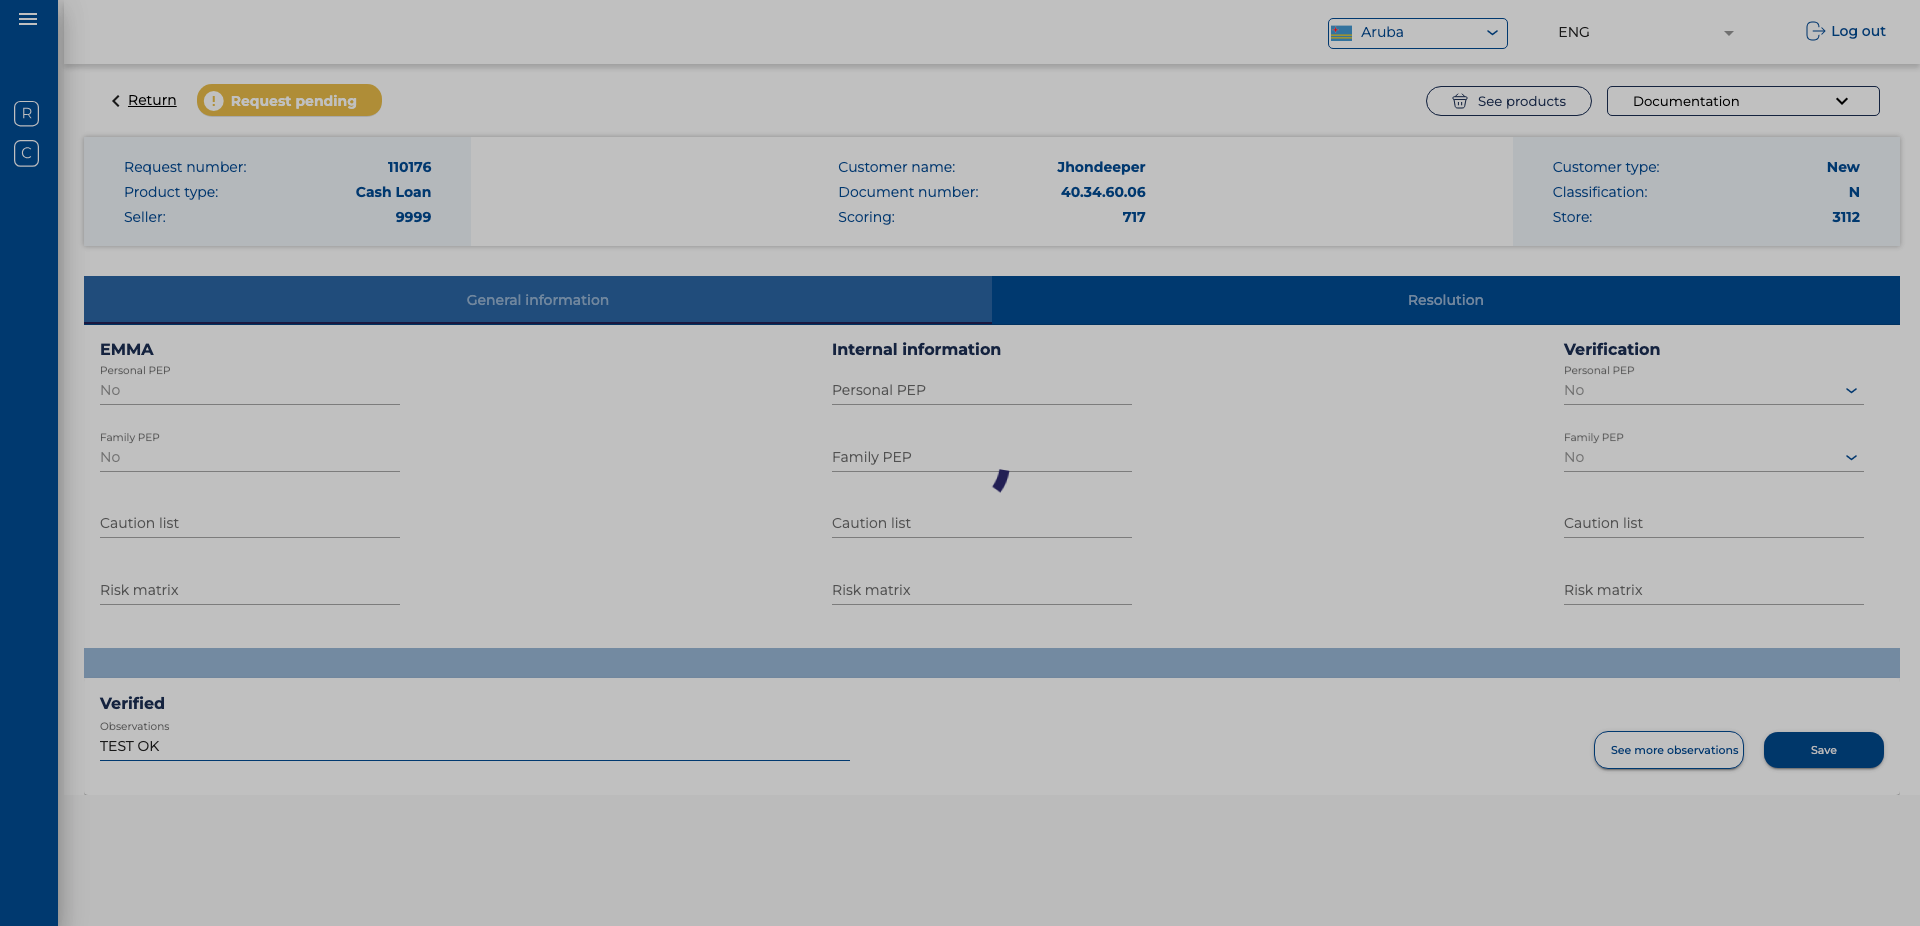 Aruba
ENG
Log out
R
C
Return
Request pending
See products
Documentation
Request number: 110176
Product type: Cash Loan
Seller: 9999
Customer name: Jhondeeper
Document number: 40.34.60.06
Scoring: 717
Customer type: New
Classification: N
Store: 3112
General information
Resolution
EMMA
Personal PEP
No
Family PEP
No
Caution list
Risk matrix
Internal information
Personal PEP
Family PEP
Caution list
Risk matrix
Verification
Personal PEP
No
Family PEP
No
Caution list
Risk matrix
Verified
Observations
TEST OK
See more observations
Save